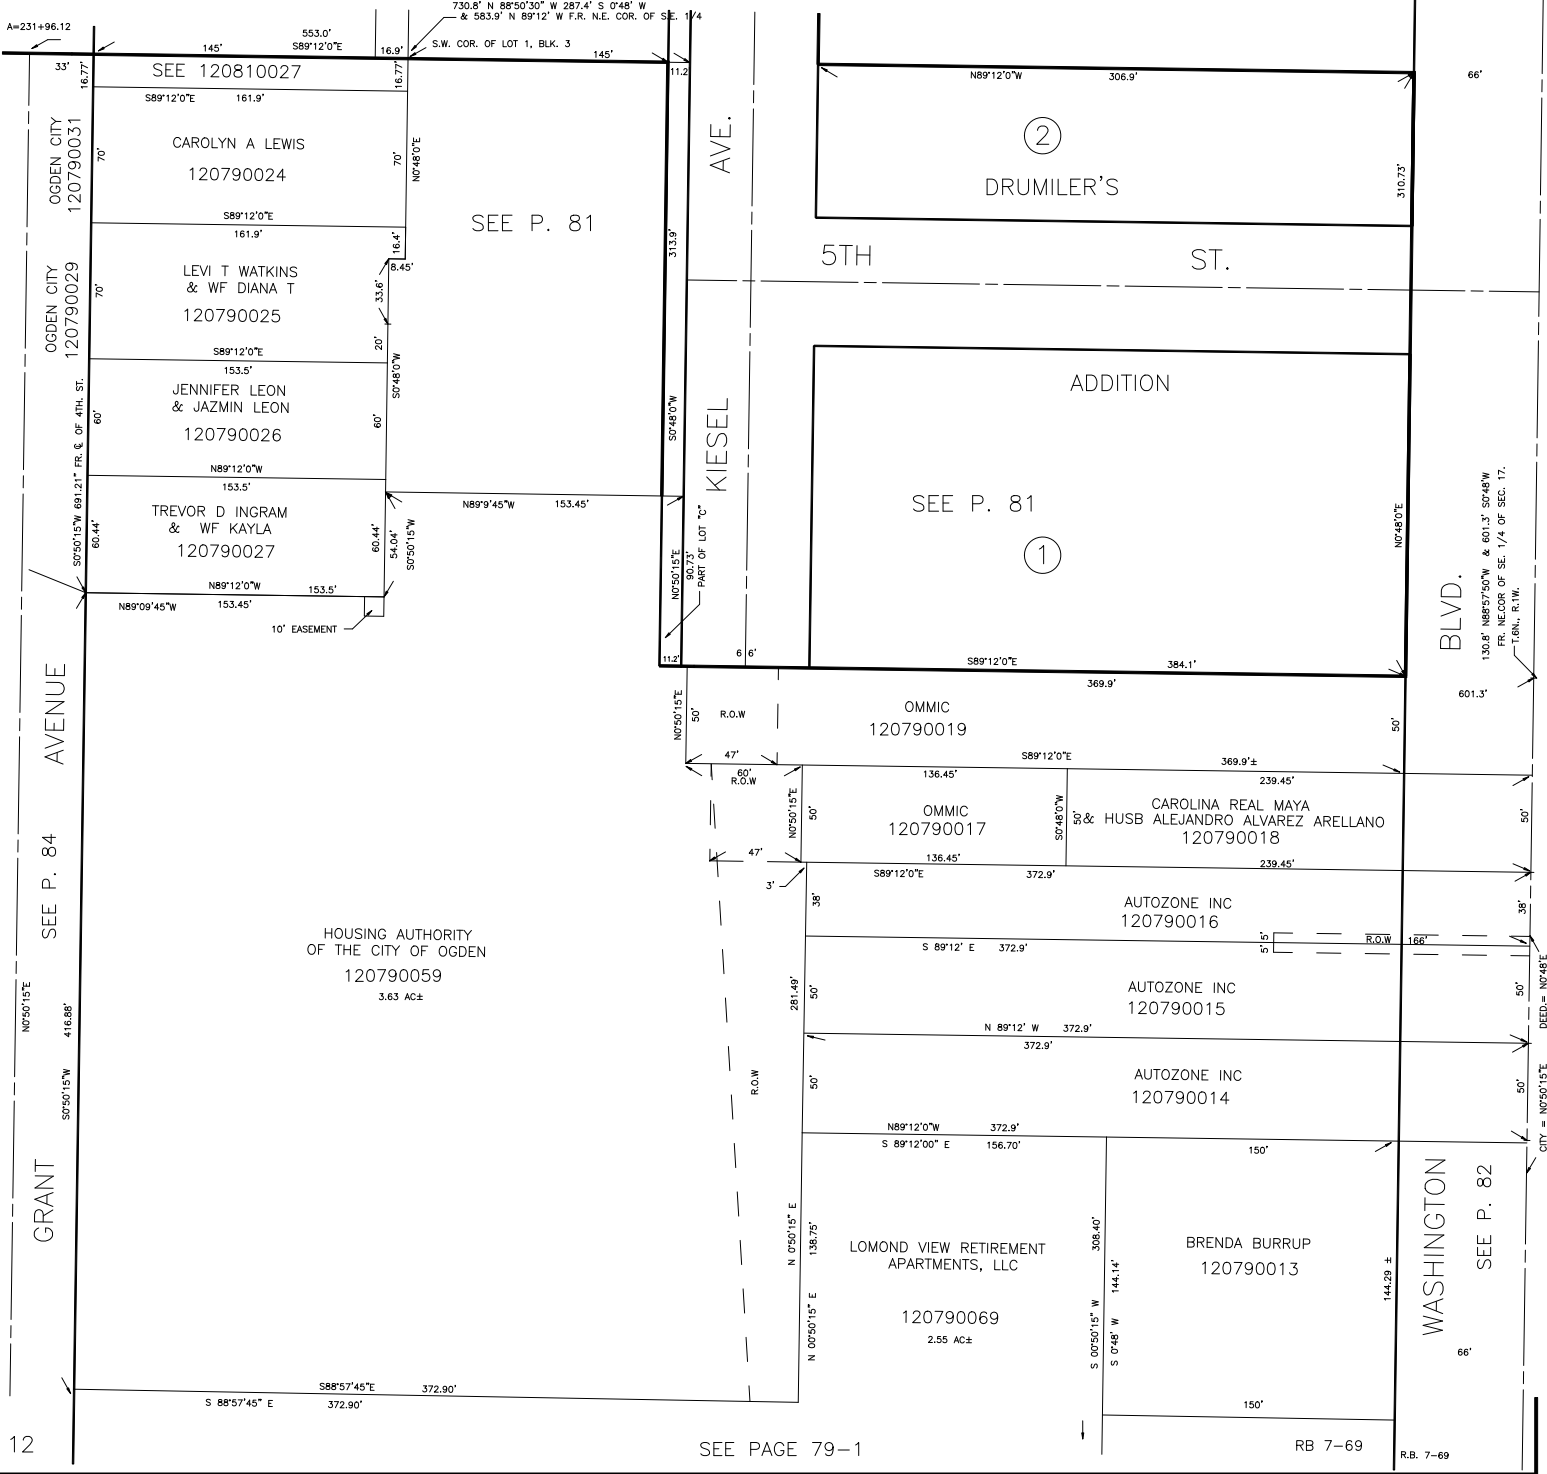 730.8' N 88°50'30" W 287.4' S 0°48' W
& 583.9' N 89°12' W F.R. N.E. COR. OF S.E. 1/4
A=231+96.12
553.0'
145'
S89°12'0"E
16.9'
S.W. COR. OF LOT 1, BLK. 3
145'
33'
16.77'
SEE 120810027
16.77'
11.2
S89°12'0"E 161.9'
N89°12'0"W 306.9'
66'
OGDEN CITY
120790031
70'
CAROLYN A LEWIS
120790024
70'
N0°48'0"E
S89°12'0"E
161.9'
SEE P. 81
AVE.
2
DRUMILER'S
310.73'
16.4'
8.45'
313.9'
5TH ST.
OGDEN CITY
120790029
70'
LEVI T WATKINS
& WF DIANA T
120790025
33.6'
20'
S89°12'0"E
153.5'
S0°48'0"W
JENNIFER LEON
& JAZMIN LEON
120790026
60'
60'
S0°50'15"W 691.21" FR. ℄ OF 4TH. ST.
N89°12'0"W
153.5'
S0°48'0"W
KIESEL
ADDITION
SEE P. 81
1
N0°48'0"E
TREVOR D INGRAM
& WF KAYLA
120790027
60.44'
60.44'
54.04'
S0°50'15"W
N89°9'45"W 153.45'
N0°50'15"E
90.73'
PART OF LOT "C"
N89°12'0"W 153.5'
N89°09'45"W 153.45'
10' EASEMENT
BLVD.
130.8' N88°57'50"W & 601.3' S0°48'W
FR. NE.COR OF SE. 1/4 OF SEC. 17.
T.6N., R.1W.
11.2'
6 6'
S89°12'0"E 384.1'
369.9'
601.3'
AVENUE
N0°50'15"E
50'
R.O.W
OMMIC
120790019
50'
47'
S89°12'0"E 369.9'±
60'
R.O.W
136.45'
239.45'
N0°50'15"E
50'
OMMIC
120790017
S0°48'0"W
50'
CAROLINA REAL MAYA
& HUSB ALEJANDRO ALVAREZ ARELLANO
120790018
50'
47'
136.45'
239.45'
SEE P. 84
3'
S89°12'0"E 372.9'
38'
AUTOZONE INC
120790016
38'
HOUSING AUTHORITY
OF THE CITY OF OGDEN
120790059
3.63 AC±
S 89°12' E 372.9'
5' 5'
R.O.W 166'
281.49'
50'
AUTOZONE INC
120790015
50'
DEED.= N0°48'E
N0°50'15"E
416.88'
S0°50'15"W
N 89°12' W 372.9'
372.9'
R.O.W
50'
AUTOZONE INC
120790014
50'
CITY = N0°50'15"E
N89°12'0"W 372.9'
S 89°12'00" E 156.70'
150'
GRANT
N 0°50'15" E
138.75'
N 00°50'15" E
LOMOND VIEW RETIREMENT
APARTMENTS, LLC
120790069
2.55 AC±
308.40'
S 00°50'15" W
144.14'
S 0°48' W
BRENDA BURRUP
120790013
144.29 ±
WASHINGTON
SEE P. 82
66'
S88°57'45"E 372.90'
S 88°57'45" E 372.90'
150'
12
SEE PAGE 79-1
RB 7-69
R.B. 7-69